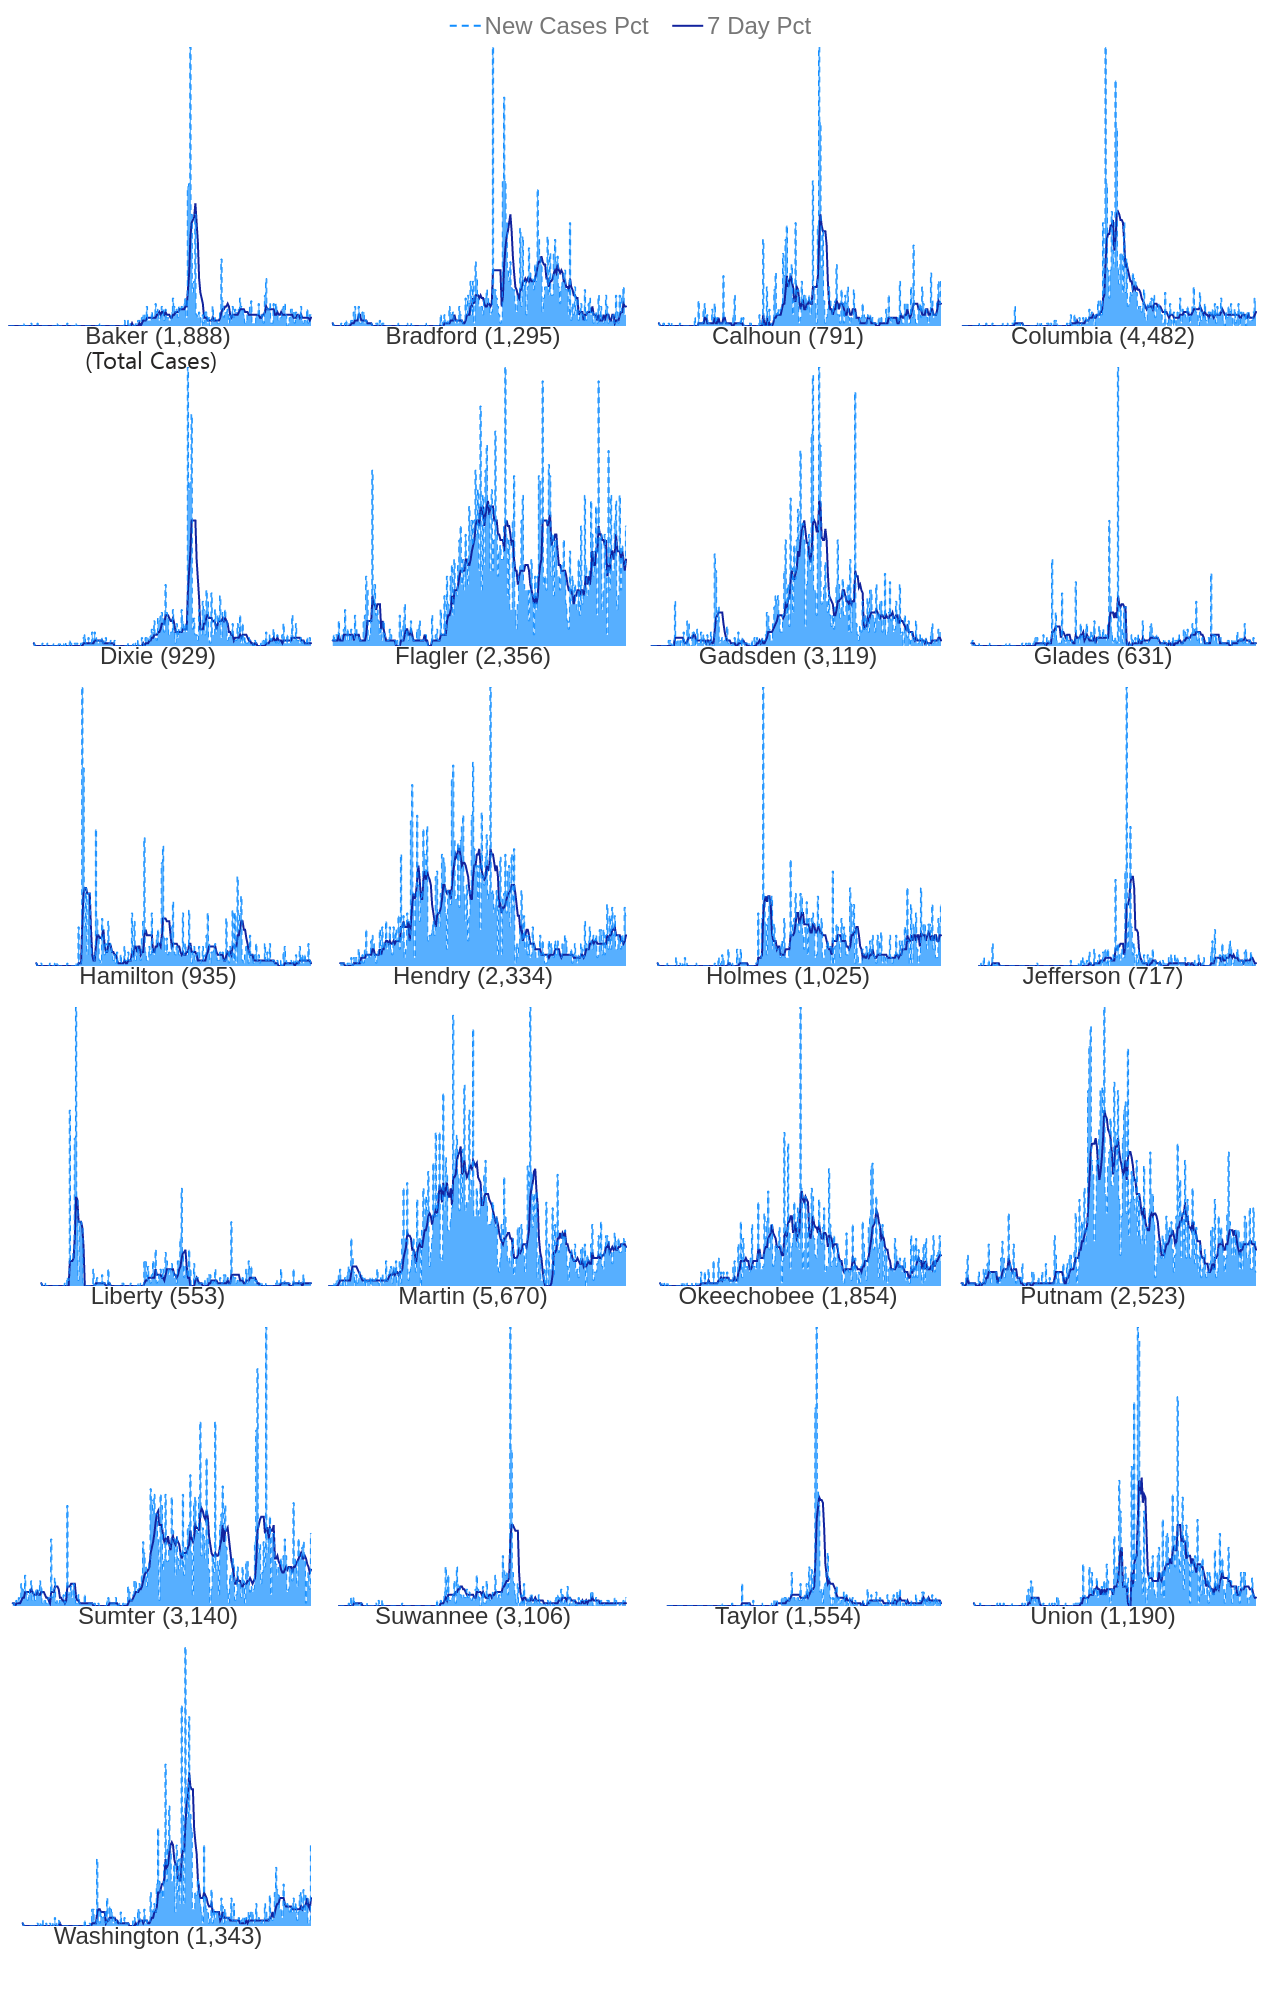 New Cases Pct 7 Day Pct
Baker (1,888) Bradford (1,295) Calhoun (791) Columbia (4,482)
(Total Cases)
Dixie (929) Flagler (2,356) Gadsden (3,119) Glades (631)
Hamilton (935) Hendry (2,334) Holmes (1,025) Jefferson (717)
Liberty (553) Martin (5,670) Okeechobee (1,854) Putnam (2,523)
Sumter (3,140) Suwannee (3,106) Taylor (1,554) Union (1,190)
Washington (1,343)